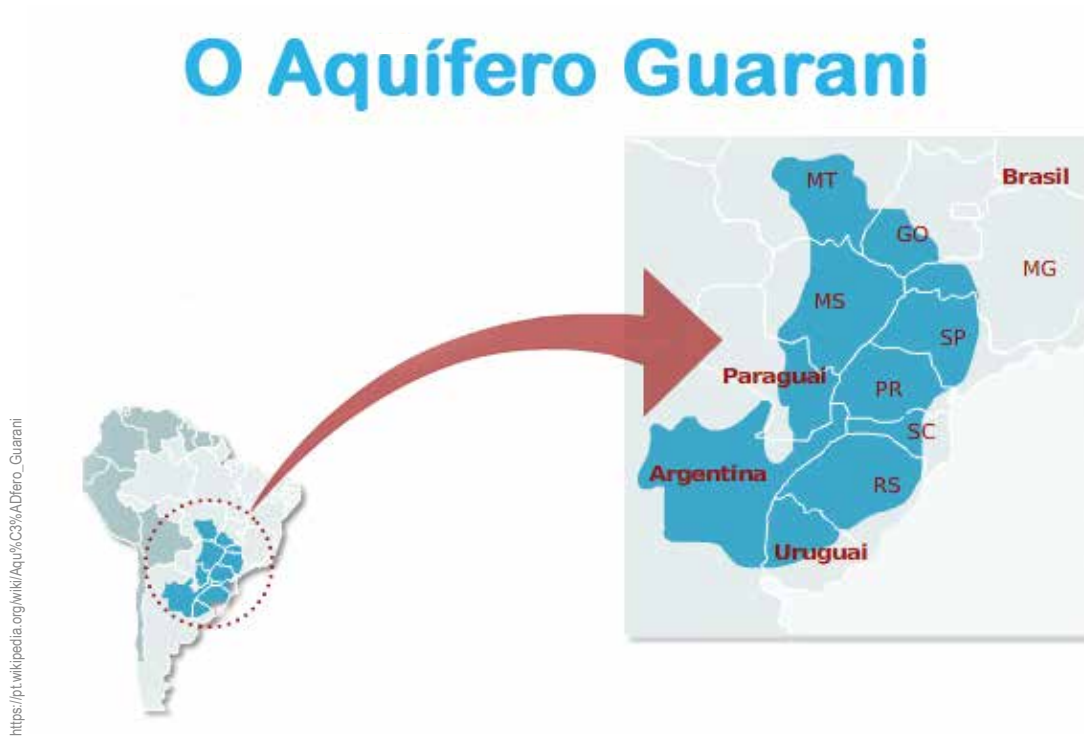 O Aquífero Guarani
Brasil
MT
GO
MG
MS
SP
Paraguai
PR
SC
Argentina
RS
Uruguai
https://pt.wikipedia.org/wiki/Aqu%C3%ADfero_Guarani